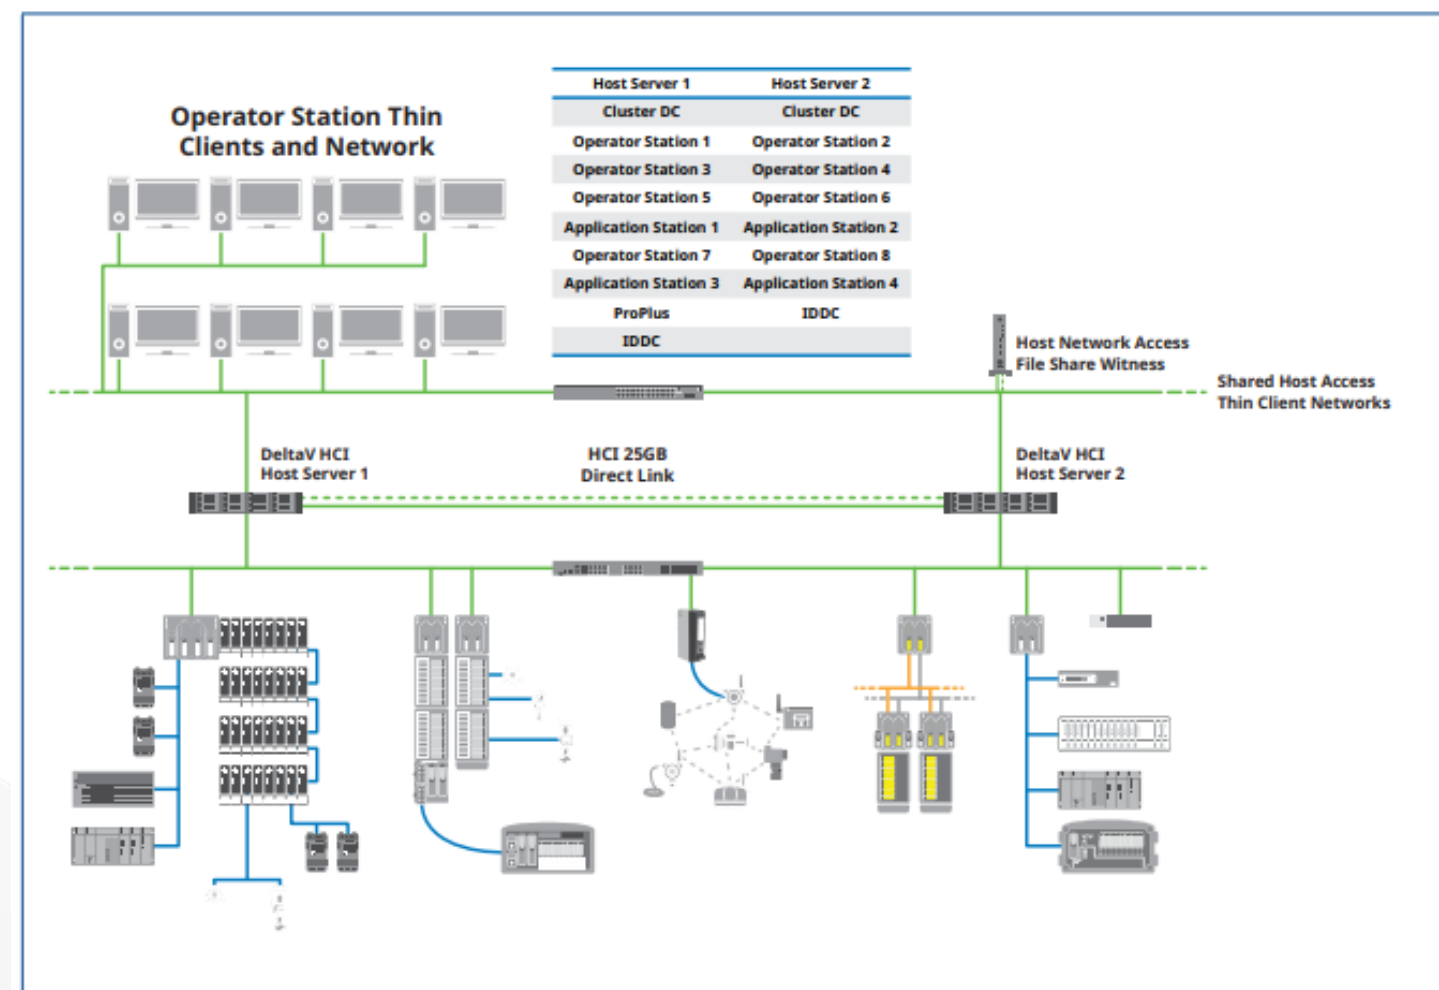 Operator Station Thin
Clients and Network
Host Server 1 Host Server 2
Cluster DC Cluster DC
Operator Station 1 Operator Station 2
Operator Station 3 Operator Station 4
Operator Station 5 Operator Station 6
Application Station 1 Application Station 2
Operator Station 7 Operator Station 8
Application Station 3 Application Station 4
ProPlus IDDC
IDDC
Host Network Access
File Share Witness
Shared Host Access
Thin Client Networks
DeltaV HCI
Host Server 1
HCI 25GB
Direct Link
DeltaV HCI
Host Server 2